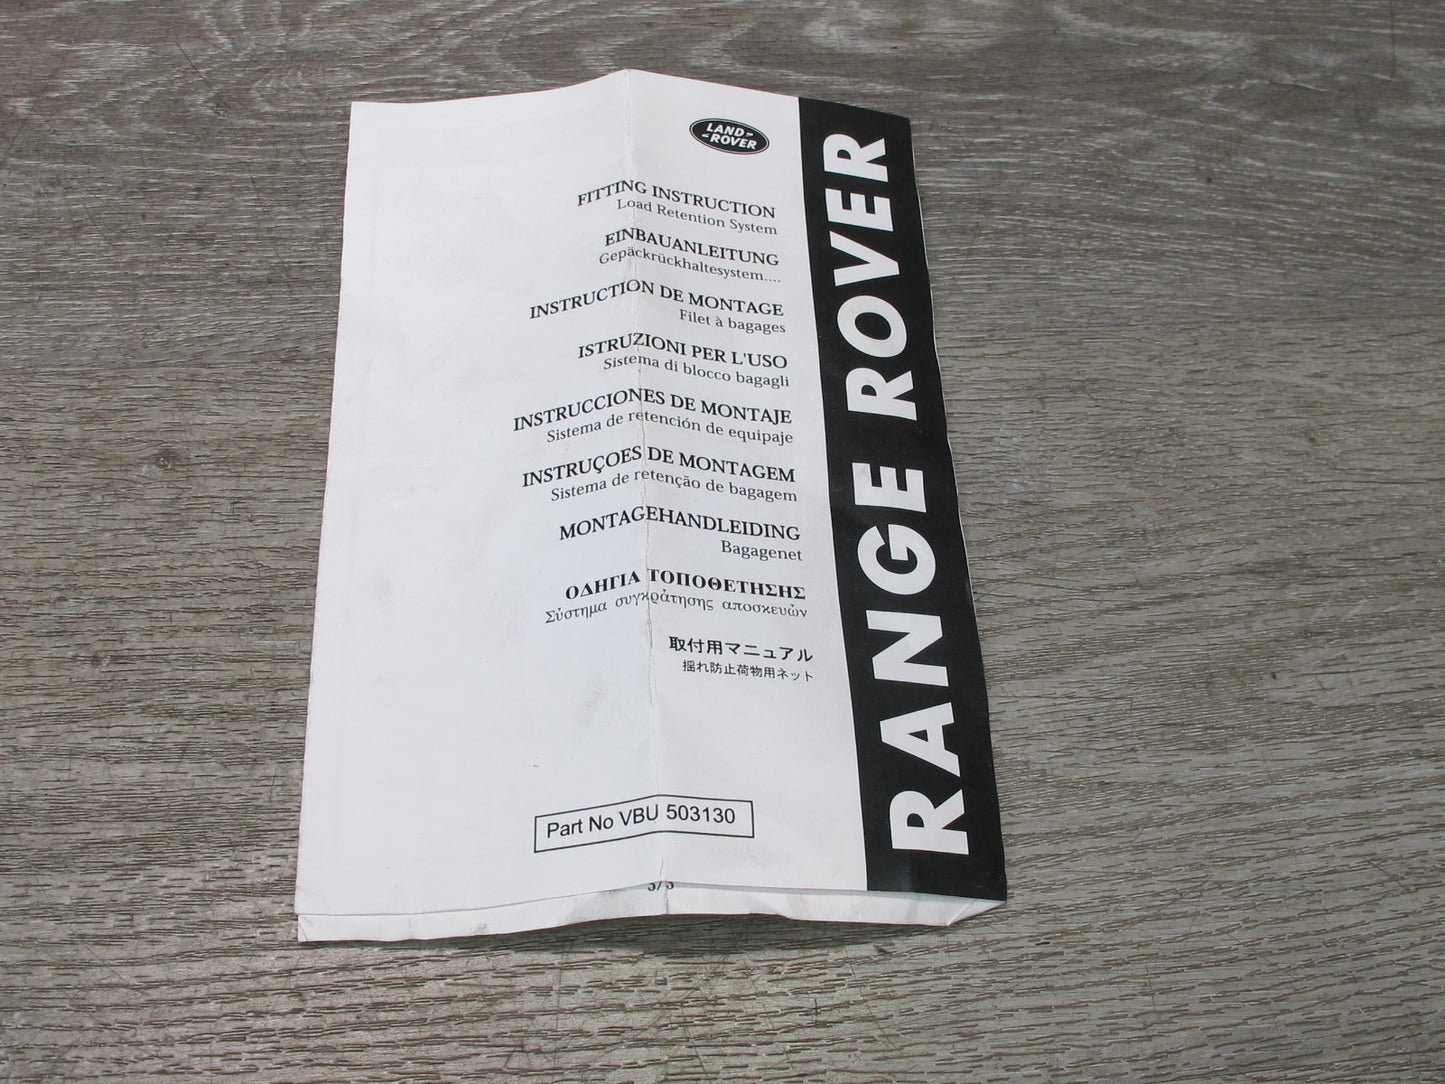 LAND-
-ROVER
FITTING INSTRUCTION
Load Retention System
EINBAUANLEITUNG
Gepäckrückhaltesystem....
INSTRUCTION DE MONTAGE
Filet à bagages
ISTRUZIONI PER L'USO
Sistema di blocco bagagli
INSTRUCCIONES DE MONTAJE
Sistema de retención de equipaje
INSTRUÇOES DE MONTAGEM
Sistema de retenção de bagagem
MONTAGEHANDLEIDING
Bagagenet
ΟΔΗΓΙΑ ΤΟΠΟΘΕΤΗΣΗΣ
Σύστημα συγκράτησης αποσκευών
取付用マニュアル
揺れ防止荷物用ネット
Part No VBU 503130
RANGE ROVER